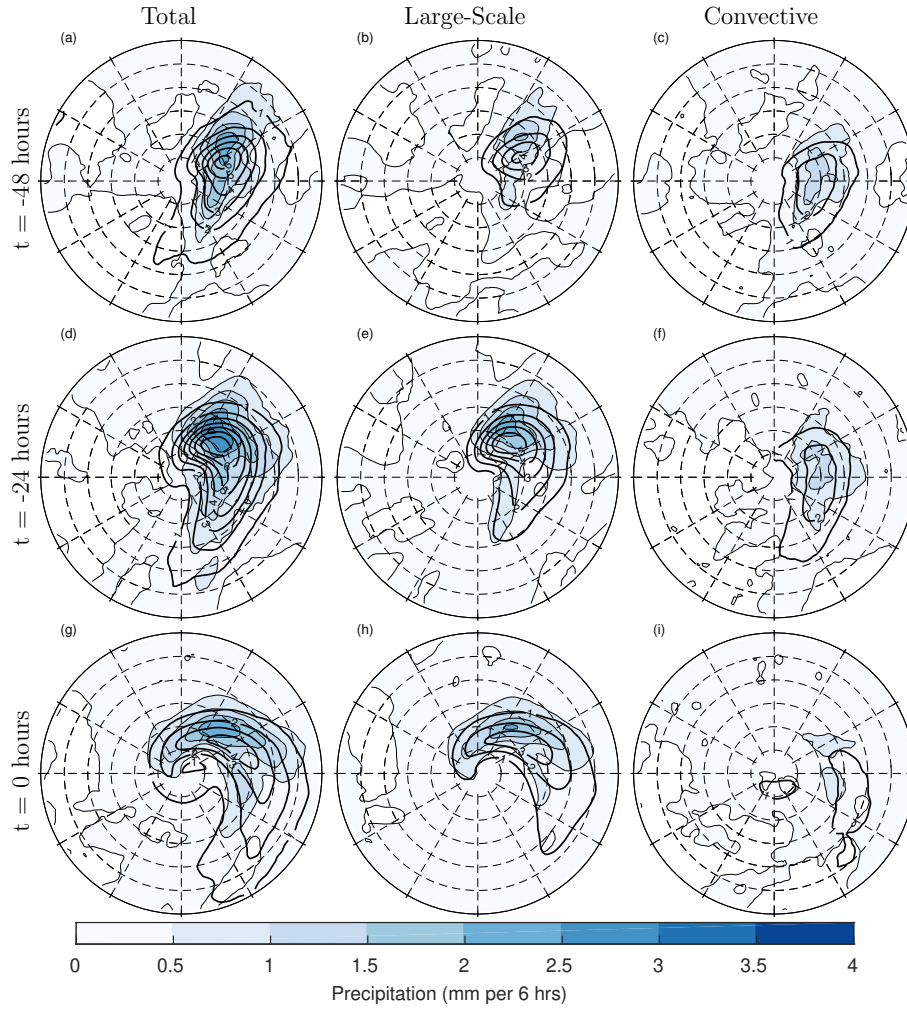 Total Large-Scale Convective
(a) (b) (c)
t = -48 hours
(d) (e) (f)
t = -24 hours
(g) (h) (i)
t = 0 hours
0 0.5 1 1.5 2 2.5 3 3.5 4
Precipitation (mm per 6 hrs)